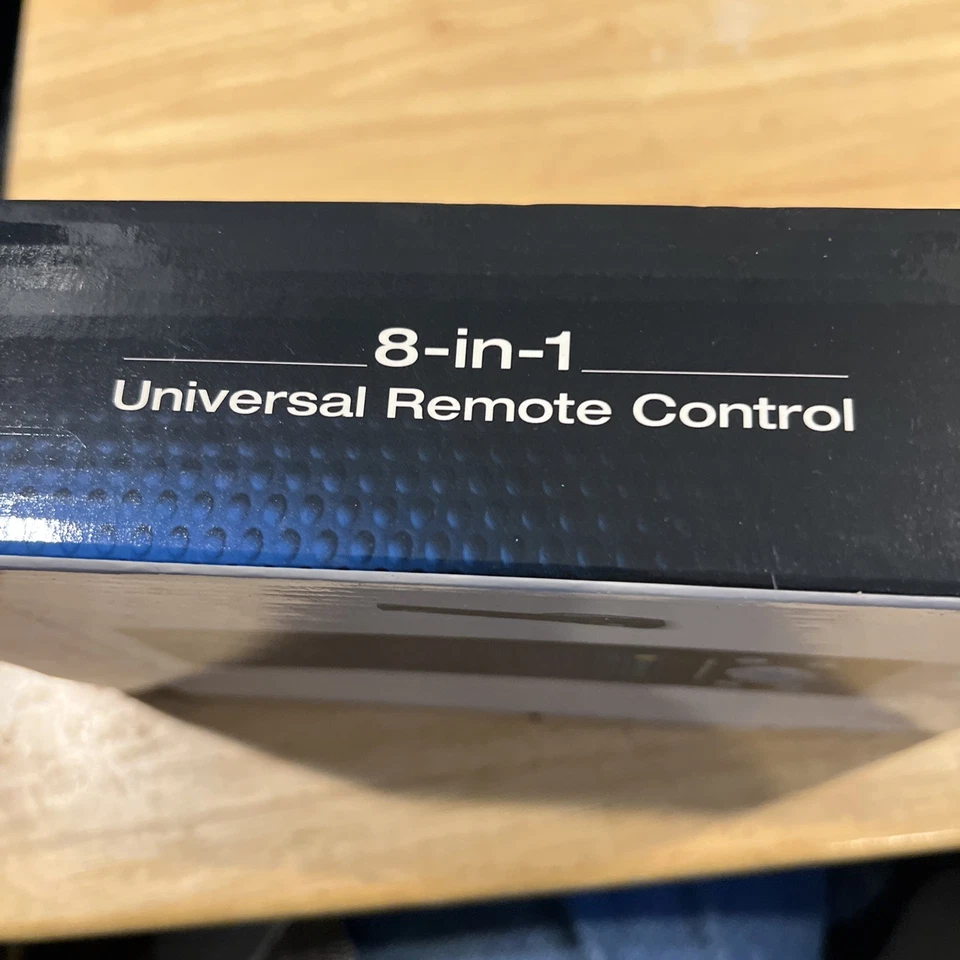 8-in-1
Universal Remote Control